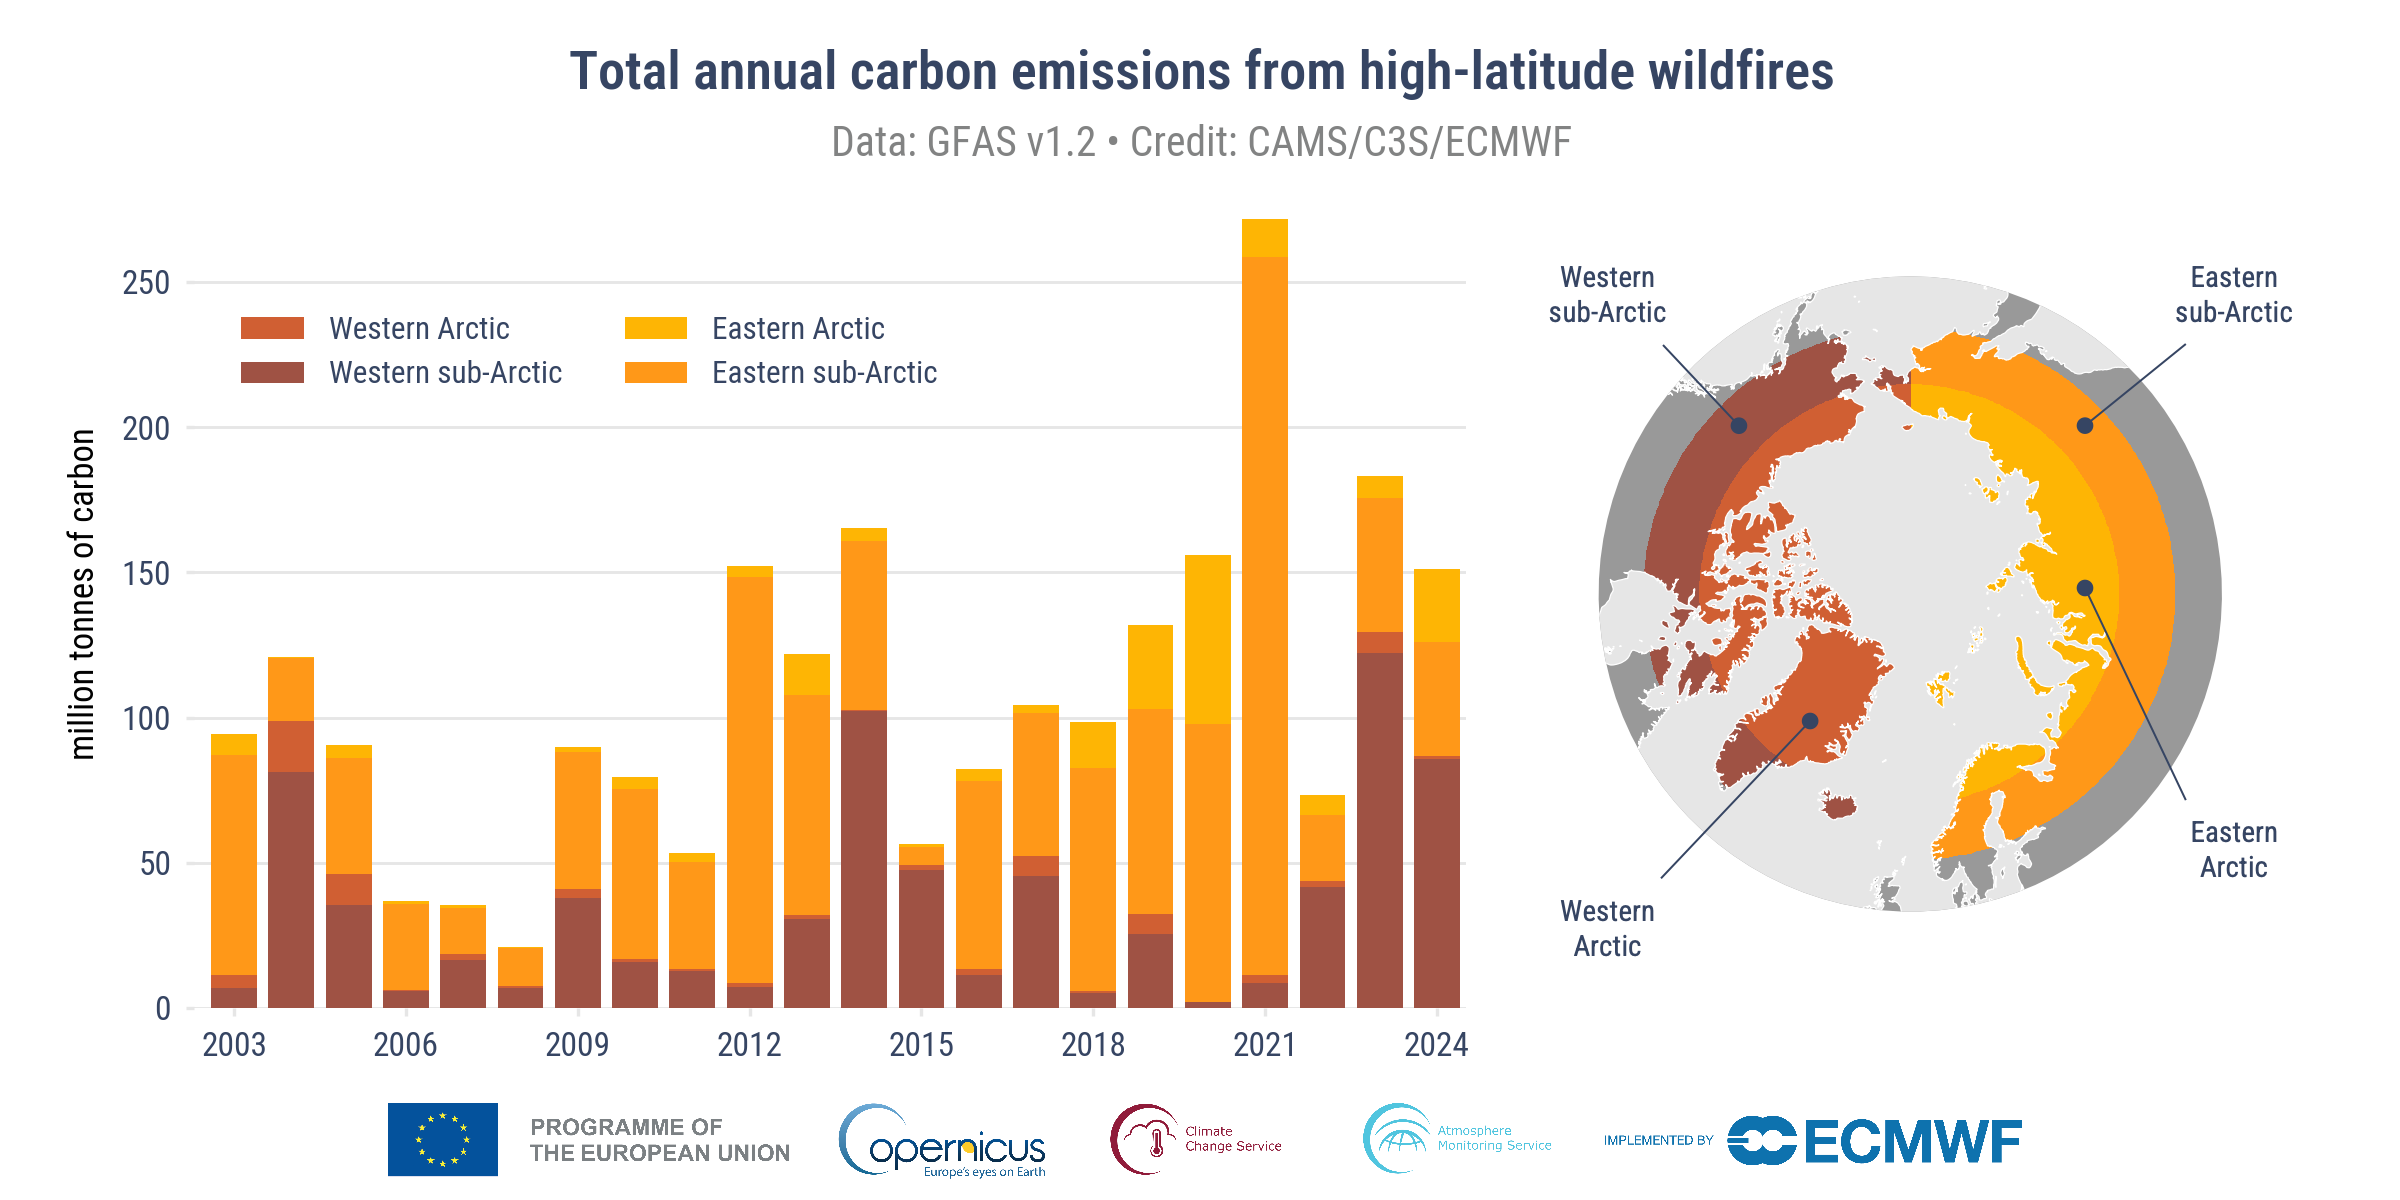 Total annual carbon emissions from high-latitude wildfires
Data: GFAS v1.2 • Credit: CAMS/C3S/ECMWF
million tonnes of carbon
250
200
150
100
50
0
Western Arctic
Western sub-Arctic
Eastern Arctic
Eastern sub-Arctic
2003
2006
2009
2012
2015
2018
2021
2024
Western
sub-Arctic
Eastern
sub-Arctic
Western
Arctic
Eastern
Arctic
PROGRAMME OF
THE EUROPEAN UNION
opernicus
Europe's eyes on Earth
Climate
Change Service
Atmosphere
Monitoring Service
IMPLEMENTED BY
ECMWF